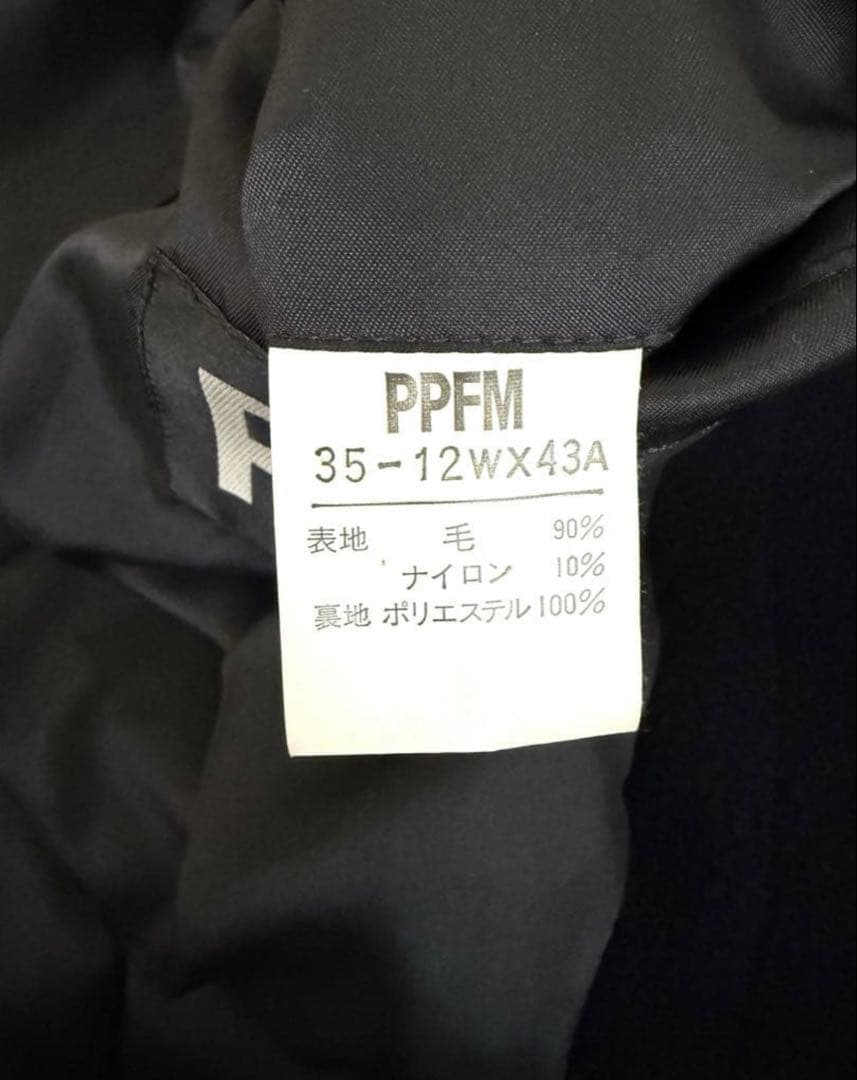 PPFM
35-12WX43A
表地 毛 90%
ナイロン 10%
裏地 ポリエステル 100%